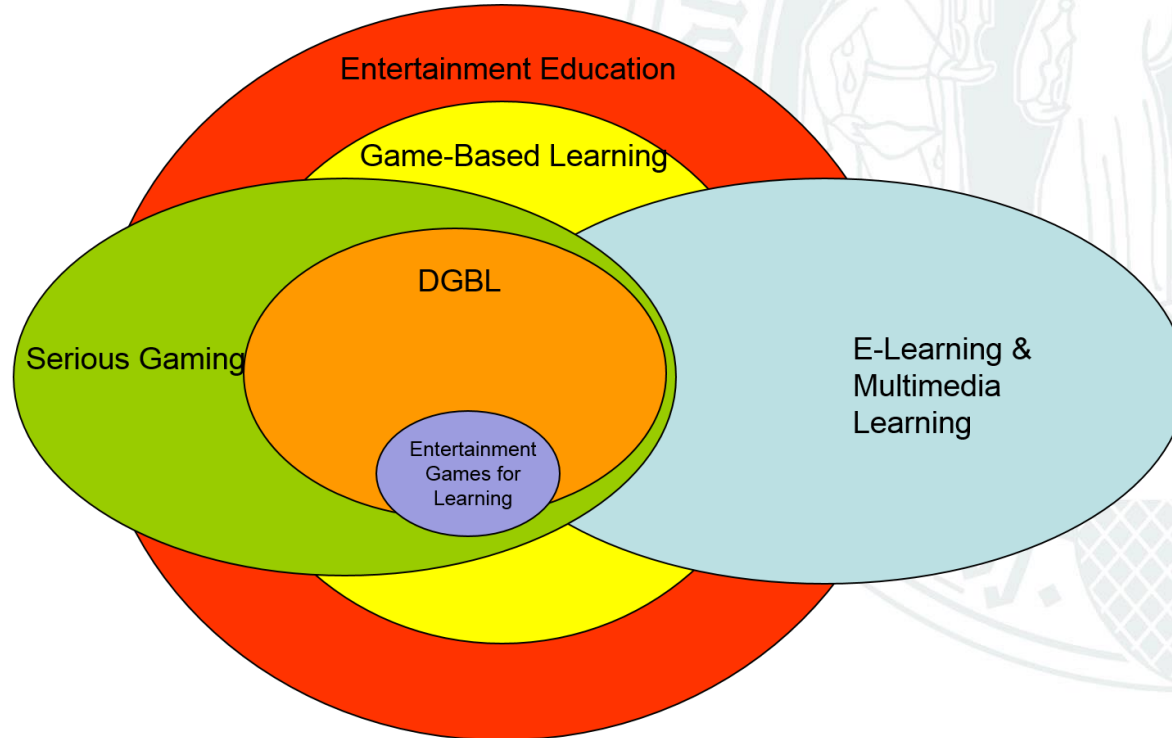 Entertainment Education
Game-Based Learning
DGBL
Serious Gaming
E-Learning &
Multimedia
Learning
Entertainment
Games for
Learning